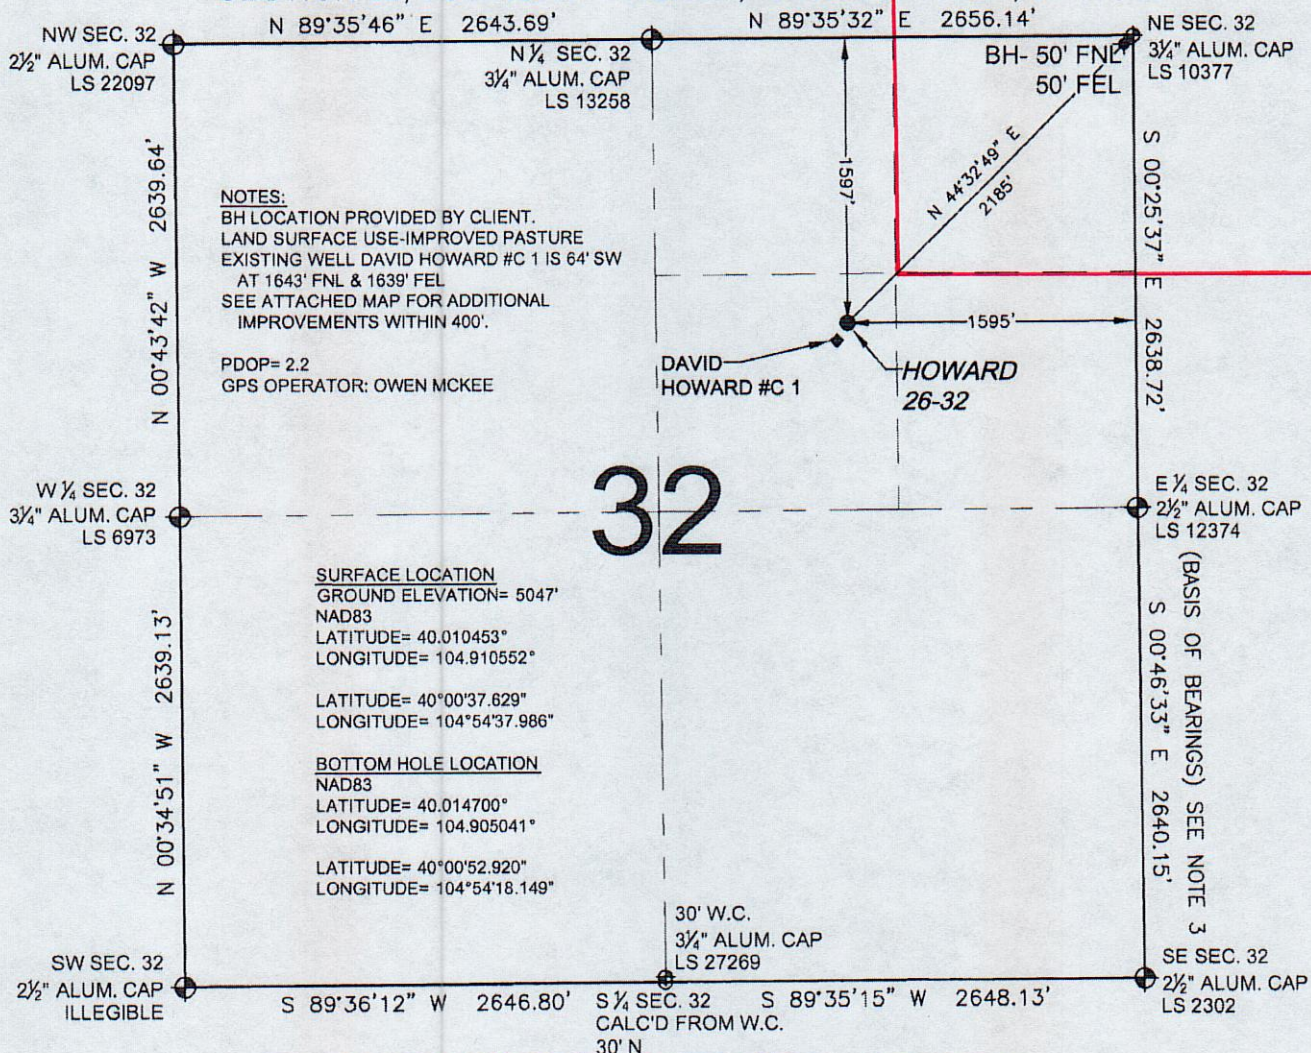 N 89°35'46" E 2643.69'
N 89°35'32" E 2656.14'
NW SEC. 32
2½" ALUM. CAP
LS 22097
N ¼ SEC. 32
3¼" ALUM. CAP
LS 13258
BH- 50' FNL
50' FEL
NE SEC. 32
3¼" ALUM. CAP
LS 10377
N 00°43'42" W 2639.64'
NOTES:
BH LOCATION PROVIDED BY CLIENT.
LAND SURFACE USE-IMPROVED PASTURE
EXISTING WELL DAVID HOWARD #C 1 IS 64' SW
AT 1643' FNL & 1639' FEL
SEE ATTACHED MAP FOR ADDITIONAL
IMPROVEMENTS WITHIN 400'.
PDOP= 2.2
GPS OPERATOR: OWEN MCKEE
1597'
N 44°32'49" E
2185'
S 00°25'37" E 2638.72'
1595'
DAVID
HOWARD #C 1
HOWARD
26-32
W ¼ SEC. 32
3¼" ALUM. CAP
LS 6973
32
E ¼ SEC. 32
2½" ALUM. CAP
LS 12374
N 00°34'51" W 2639.13'
SURFACE LOCATION
GROUND ELEVATION= 5047'
NAD83
LATITUDE= 40.010453°
LONGITUDE= 104.910552°
LATITUDE= 40°00'37.629"
LONGITUDE= 104°54'37.986"
BOTTOM HOLE LOCATION
NAD83
LATITUDE= 40.014700°
LONGITUDE= 104.905041°
LATITUDE= 40°00'52.920"
LONGITUDE= 104°54'18.149"
S 00°46'33" E 2640.15'
(BASIS OF BEARINGS) SEE NOTE 3
30' W.C.
3¼" ALUM. CAP
LS 27269
SW SEC. 32
2½" ALUM. CAP
ILLEGIBLE
S 89°36'12" W 2646.80'
S ¼ SEC. 32
CALC'D FROM W.C.
30' N
S 89°35'15" W 2648.13'
SE SEC. 32
2½" ALUM. CAP
LS 2302